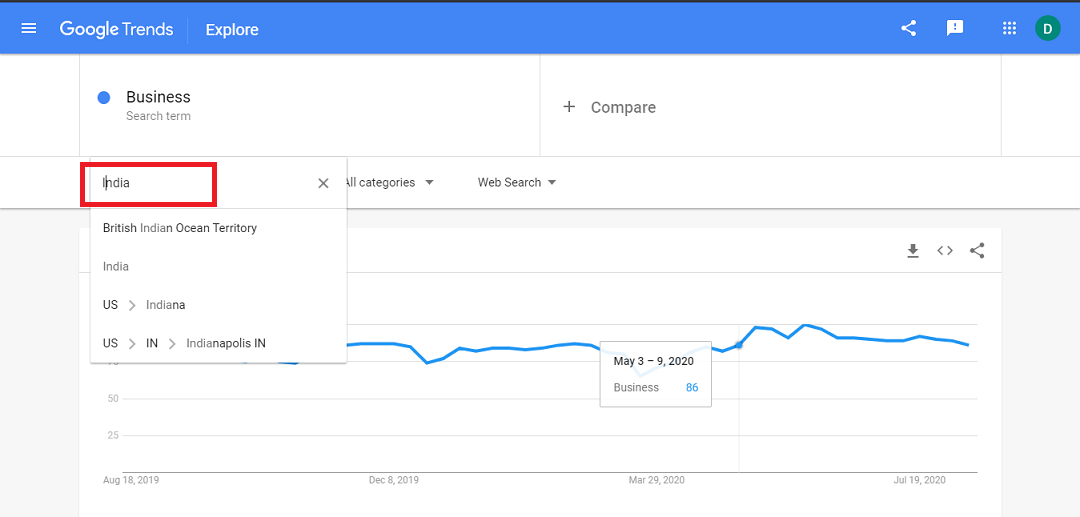 Google Trends Explore
D
Business
Search term
+ Compare
India
All categories
Web Search
British Indian Ocean Territory
India
US > Indiana
US > IN > Indianapolis IN
May 3 – 9, 2020
Business 86
50
25
Aug 18, 2019
Dec 8, 2019
Mar 29, 2020
Jul 19, 2020